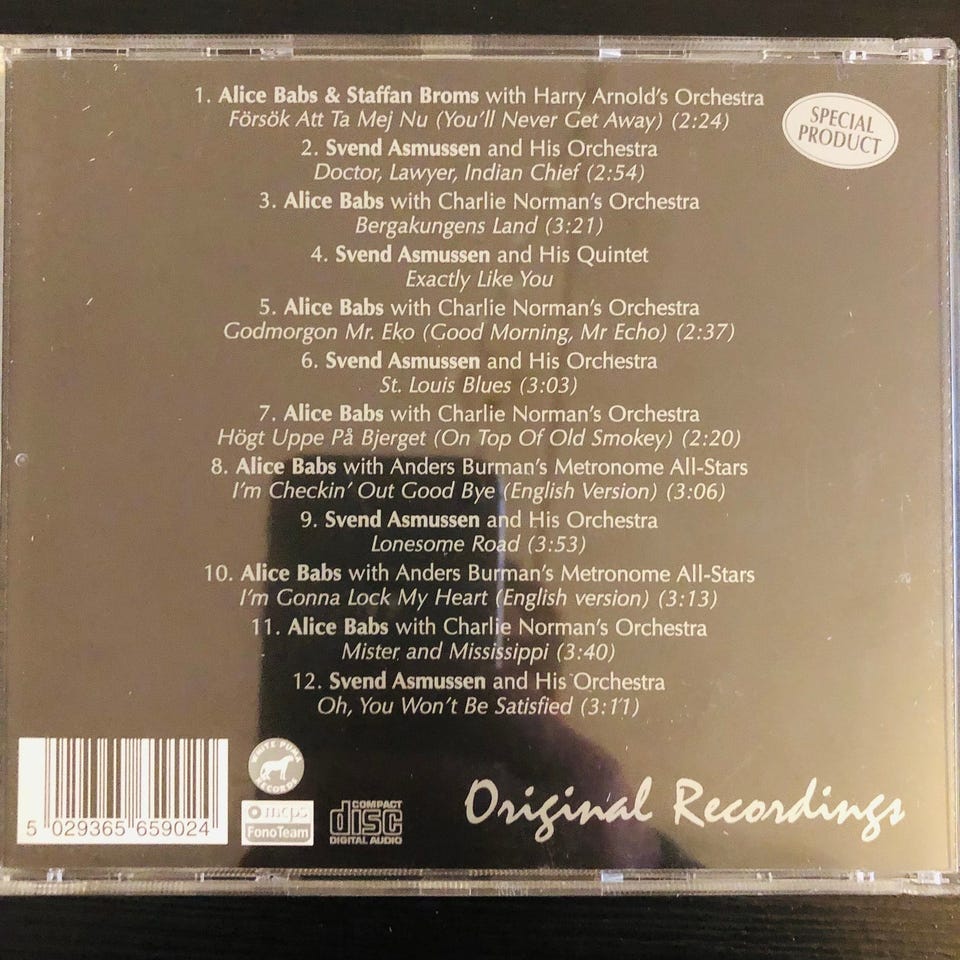 1. Alice Babs & Staffan Broms with Harry Arnold's Orchestra
Försök Att Ta Mej Nu (You'll Never Get Away) (2:24)
SPECIAL
PRODUCT
2. Svend Asmussen and His Orchestra
Doctor, Lawyer, Indian Chief (2:54)
3. Alice Babs with Charlie Norman's Orchestra
Bergakungens Land (3:21)
4. Svend Asmussen and His Quintet
Exactly Like You
5. Alice Babs with Charlie Norman's Orchestra
Godmorgon Mr. Eko (Good Morning, Mr Echo) (2:37)
6. Svend Asmussen and His Orchestra
St. Louis Blues (3:03)
7. Alice Babs with Charlie Norman's Orchestra
Högt Uppe På Bjerget (On Top Of Old Smokey) (2:20)
8. Alice Babs with Anders Burman's Metronome All-Stars
I'm Checkin' Out Good Bye (English Version) (3:06)
9. Svend Asmussen and His Orchestra
Lonesome Road (3:53)
10. Alice Babs with Anders Burman's Metronome All-Stars
I'm Gonna Lock My Heart (English version) (3:13)
11. Alice Babs with Charlie Norman's Orchestra
Mister and Mississippi (3:40)
12. Svend Asmussen and His Orchestra
Oh, You Won't Be Satisfied (3:11)
5 029365 659024
WHITE PUMA
RECORDS
mcps
FonoTeam
COMPACT
disc
DIGITAL AUDIO
Original Recordings